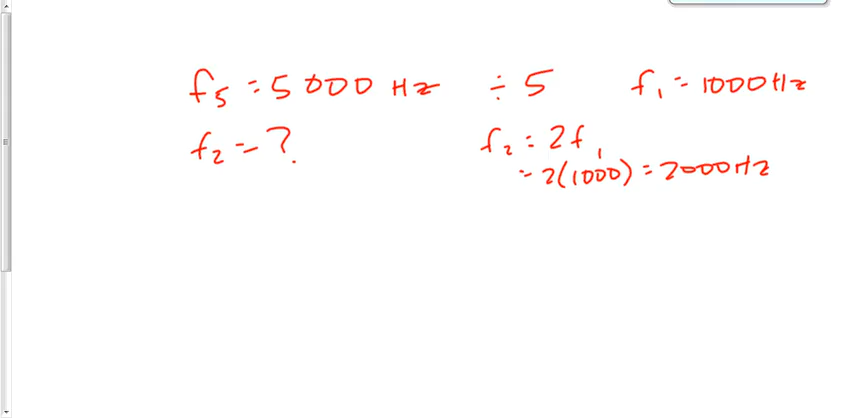 f₅ = 5000 Hz ÷ 5 f₁ = 1000 Hz
f₂ = ? f₂ = 2f₁
= 2(1000) = 2000 Hz